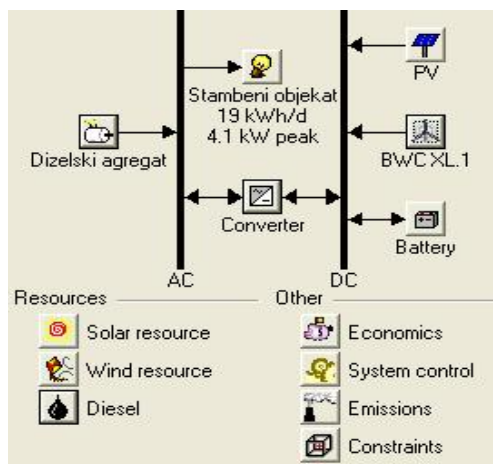 PV
Stambeni objekat
19 kWh/d
4.1 kW peak
Dizelski agregat
BWC XL.1
Converter
Battery
AC
DC
Resources
Other
Solar resource
Economics
Wind resource
System control
Diesel
Emissions
Constraints